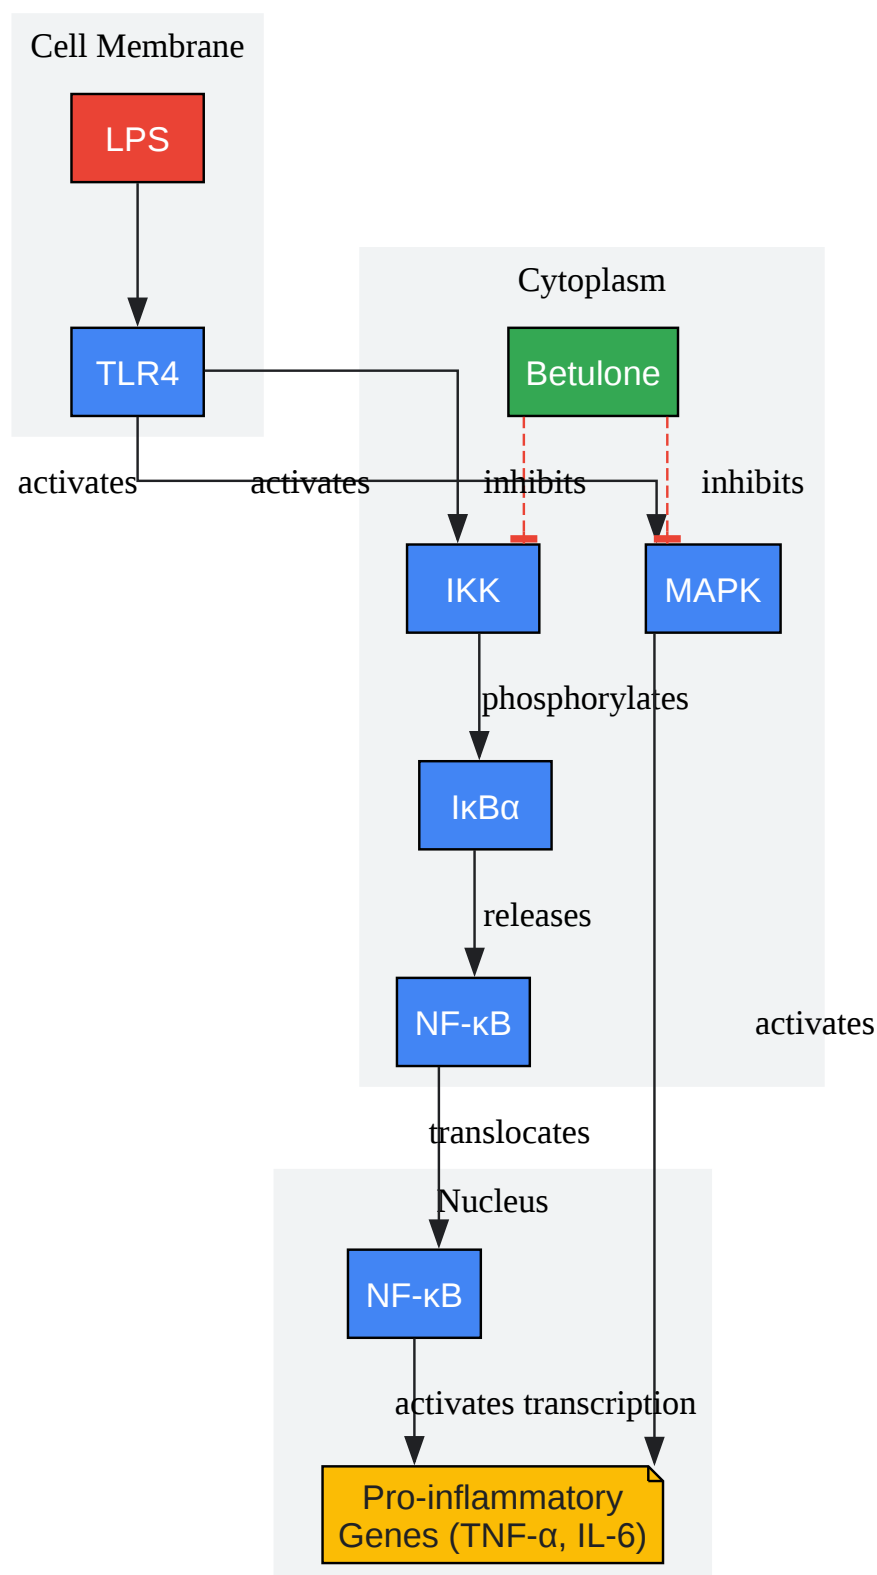 Cell Membrane
LPS
Cytoplasm
TLR4
Betulone
activates
activates
inhibits
inhibits
IKK
MAPK
phosphorylates
IκBα
releases
NF-κB
activates
translocates
Nucleus
NF-κB
activates transcription
Pro-inflammatory
Genes (TNF-α, IL-6)